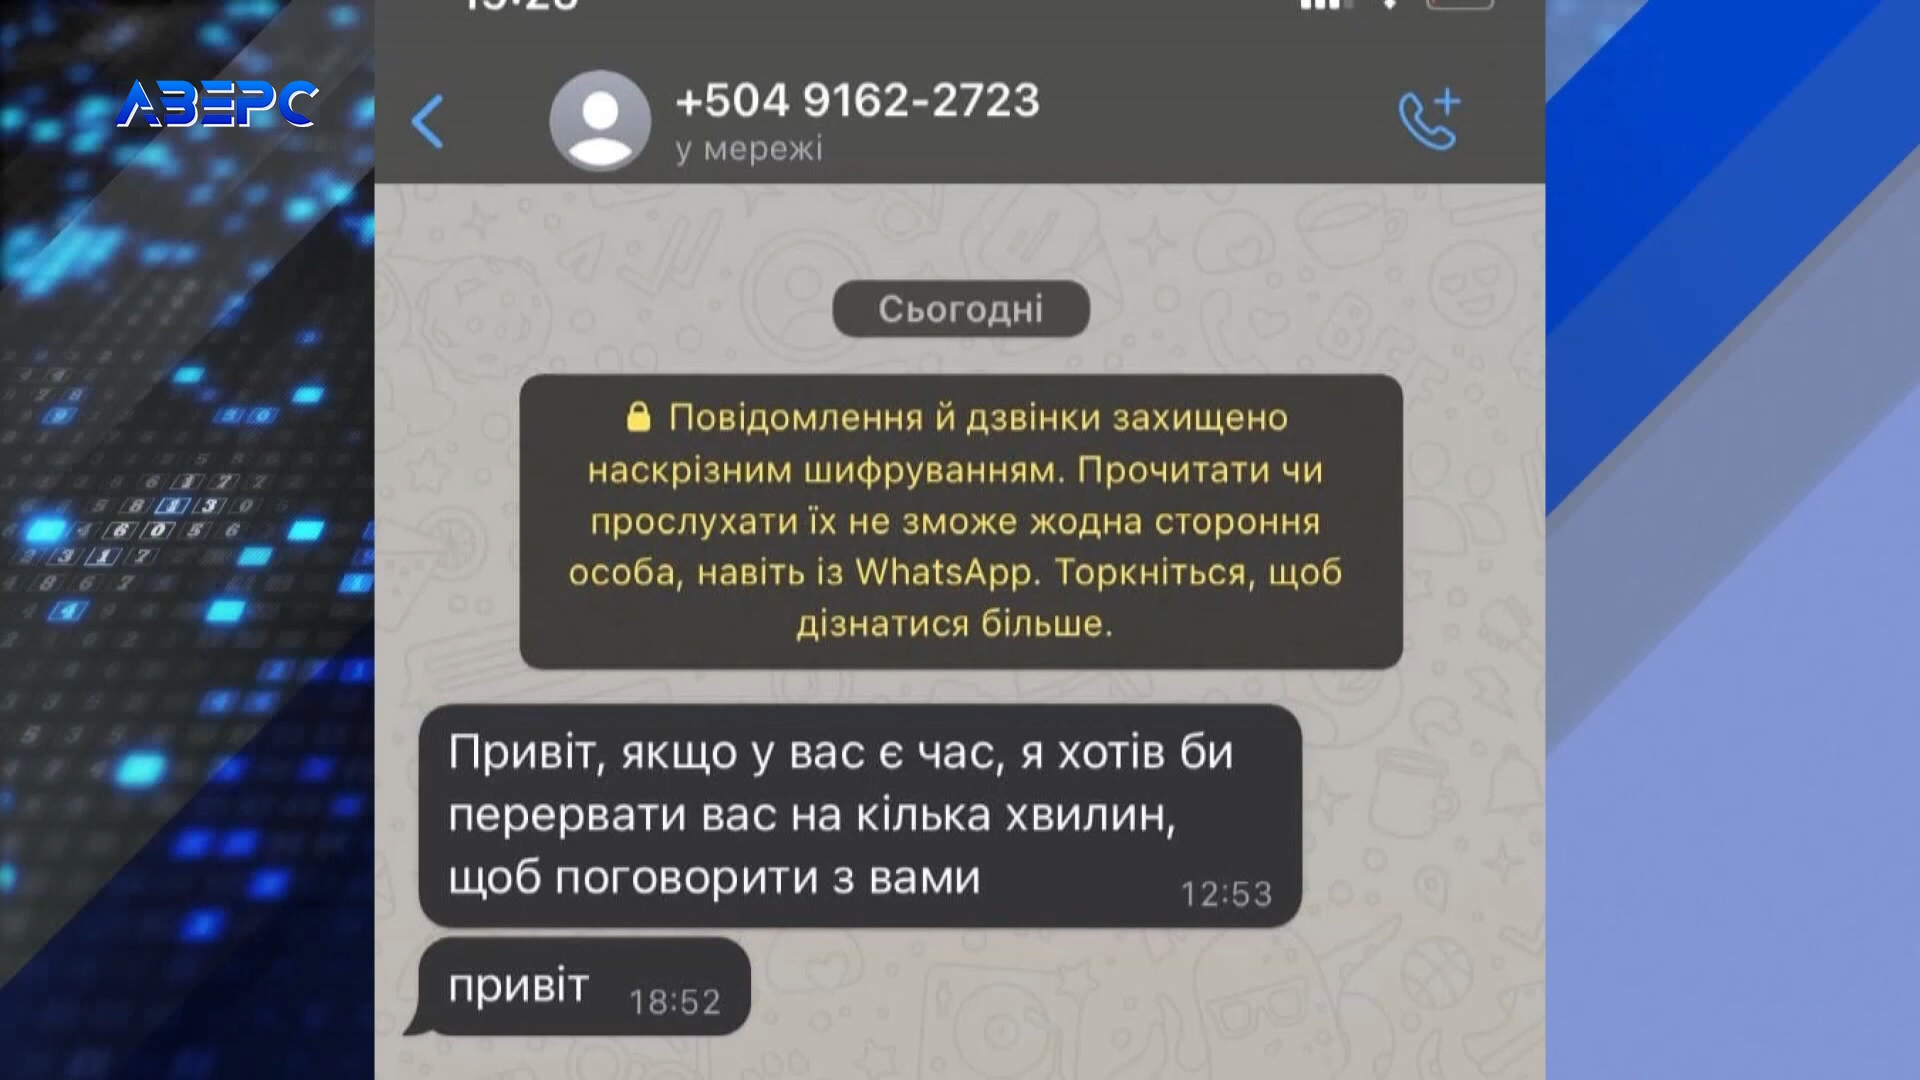 АВЕРС
+504 9162-2723
у мережі
Сьогодні
Повідомлення й дзвінки захищено
наскрізним шифруванням. Прочитати чи
прослухати їх не зможе жодна стороння
особа, навіть із WhatsApp. Торкніться, щоб
дізнатися більше.
Привіт, якщо у вас є час, я хотів би
перервати вас на кілька хвилин,
щоб поговорити з вами
12:53
привіт
18:52